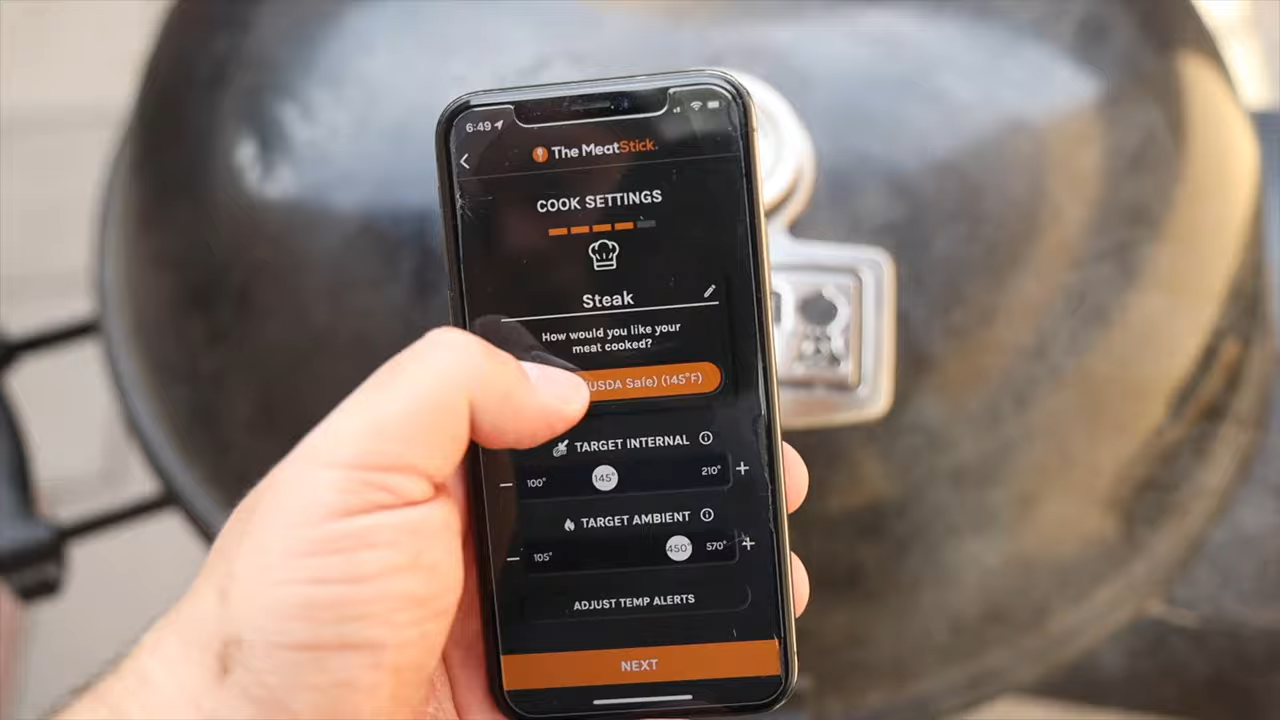 6:49
The MeatStick.
COOK SETTINGS
Steak
How would you like your
meat cooked?
(USDA Safe) (145°F)
TARGET INTERNAL
− 100° 145° 210° +
TARGET AMBIENT
− 105° 450° 570° +
ADJUST TEMP ALERTS
NEXT